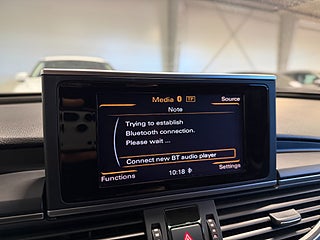 Media TP Source
Note
Trying to establish
Bluetooth connection.
Please wait ...
Connect new BT audio player
Functions 10:18 Settings